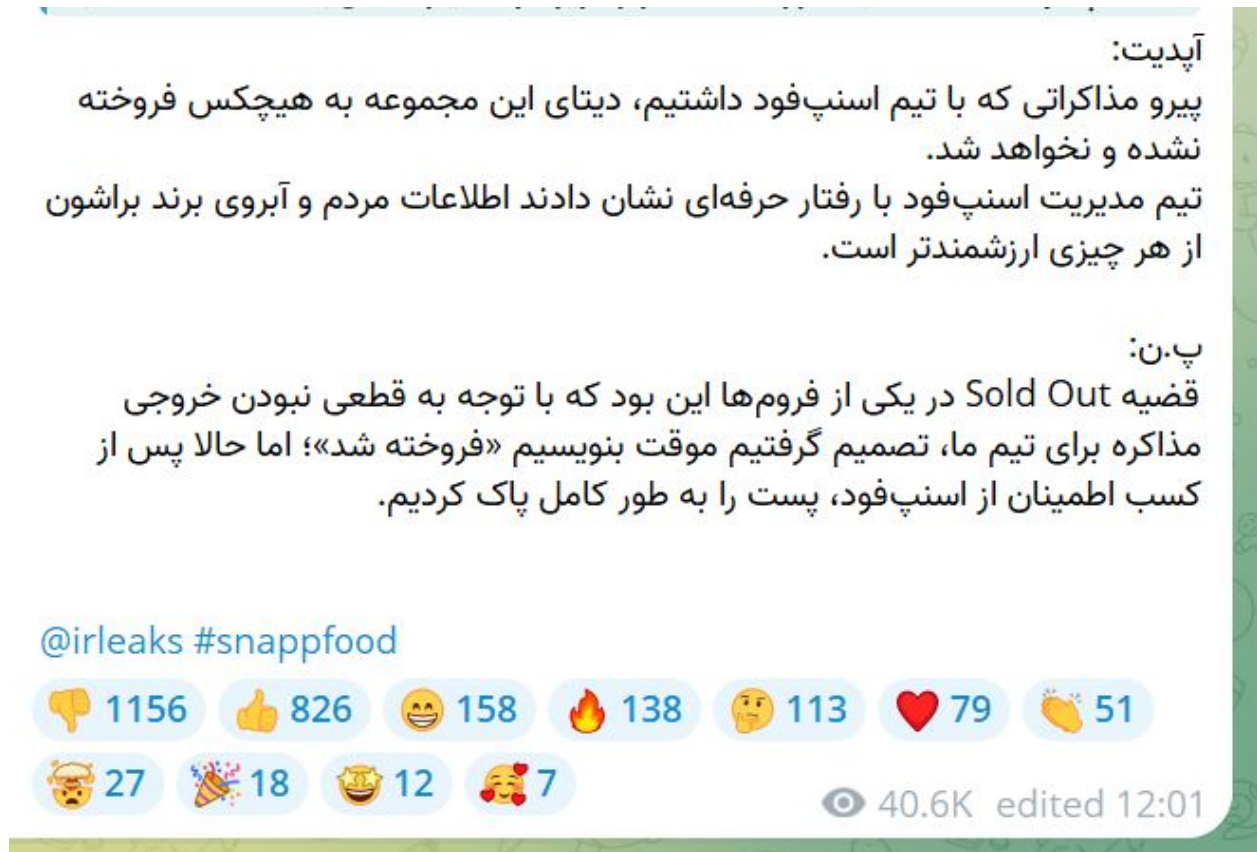 آپدیت:
پیرو مذاکراتی که با تیم اسنپ‌فود داشتیم، دیتای این مجموعه به هیچکس فروخته
نشده و نخواهد شد.
تیم مدیریت اسنپ‌فود با رفتار حرفه‌ای نشان دادند اطلاعات مردم و آبروی برند براشون
از هر چیزی ارزشمندتر است.
پ.ن:
قضیه Sold Out در یکی از فروم‌ها این بود که با توجه به قطعی نبودن خروجی
مذاکره برای تیم ما، تصمیم گرفتیم موقت بنویسیم «فروخته شد»؛ اما حالا پس از
کسب اطمینان از اسنپ‌فود، پست را به طور کامل پاک کردیم.
@irleaks #snappfood
👎 1156 👍 826 😁 158 🔥 138 🤔 113 ❤ 79 👏 51
🤯 27 🎉 18 🤩 12 🥰 7
40.6K edited 12:01